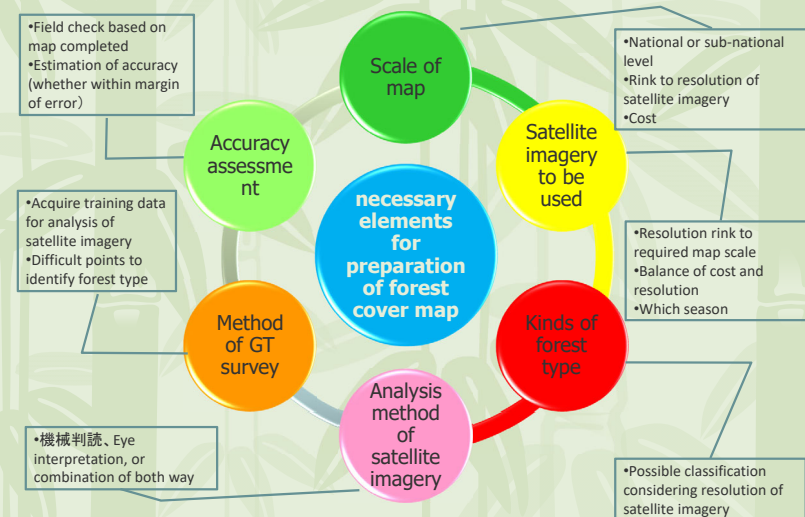 necessary
elements
for
preparation
of forest
cover map
Scale of
map
•National or sub-national
level
•Rink to resolution of
satellite imagery
•Cost
Satellite
imagery
to be
used
•Resolution rink to
required map scale
•Balance of cost and
resolution
•Which season
Kinds of
forest
type
•Possible classification
considering resolution of
satellite imagery
Analysis
method
of
satellite
imagery
•機械判読、Eye
interpretation, or
combination of both way
Method
of GT
survey
•Acquire training data
for analysis of
satellite imagery
•Difficult points to
identify forest type
Accuracy
assessme
nt
•Field check based on
map completed
•Estimation of accuracy
(whether within margin
of error）